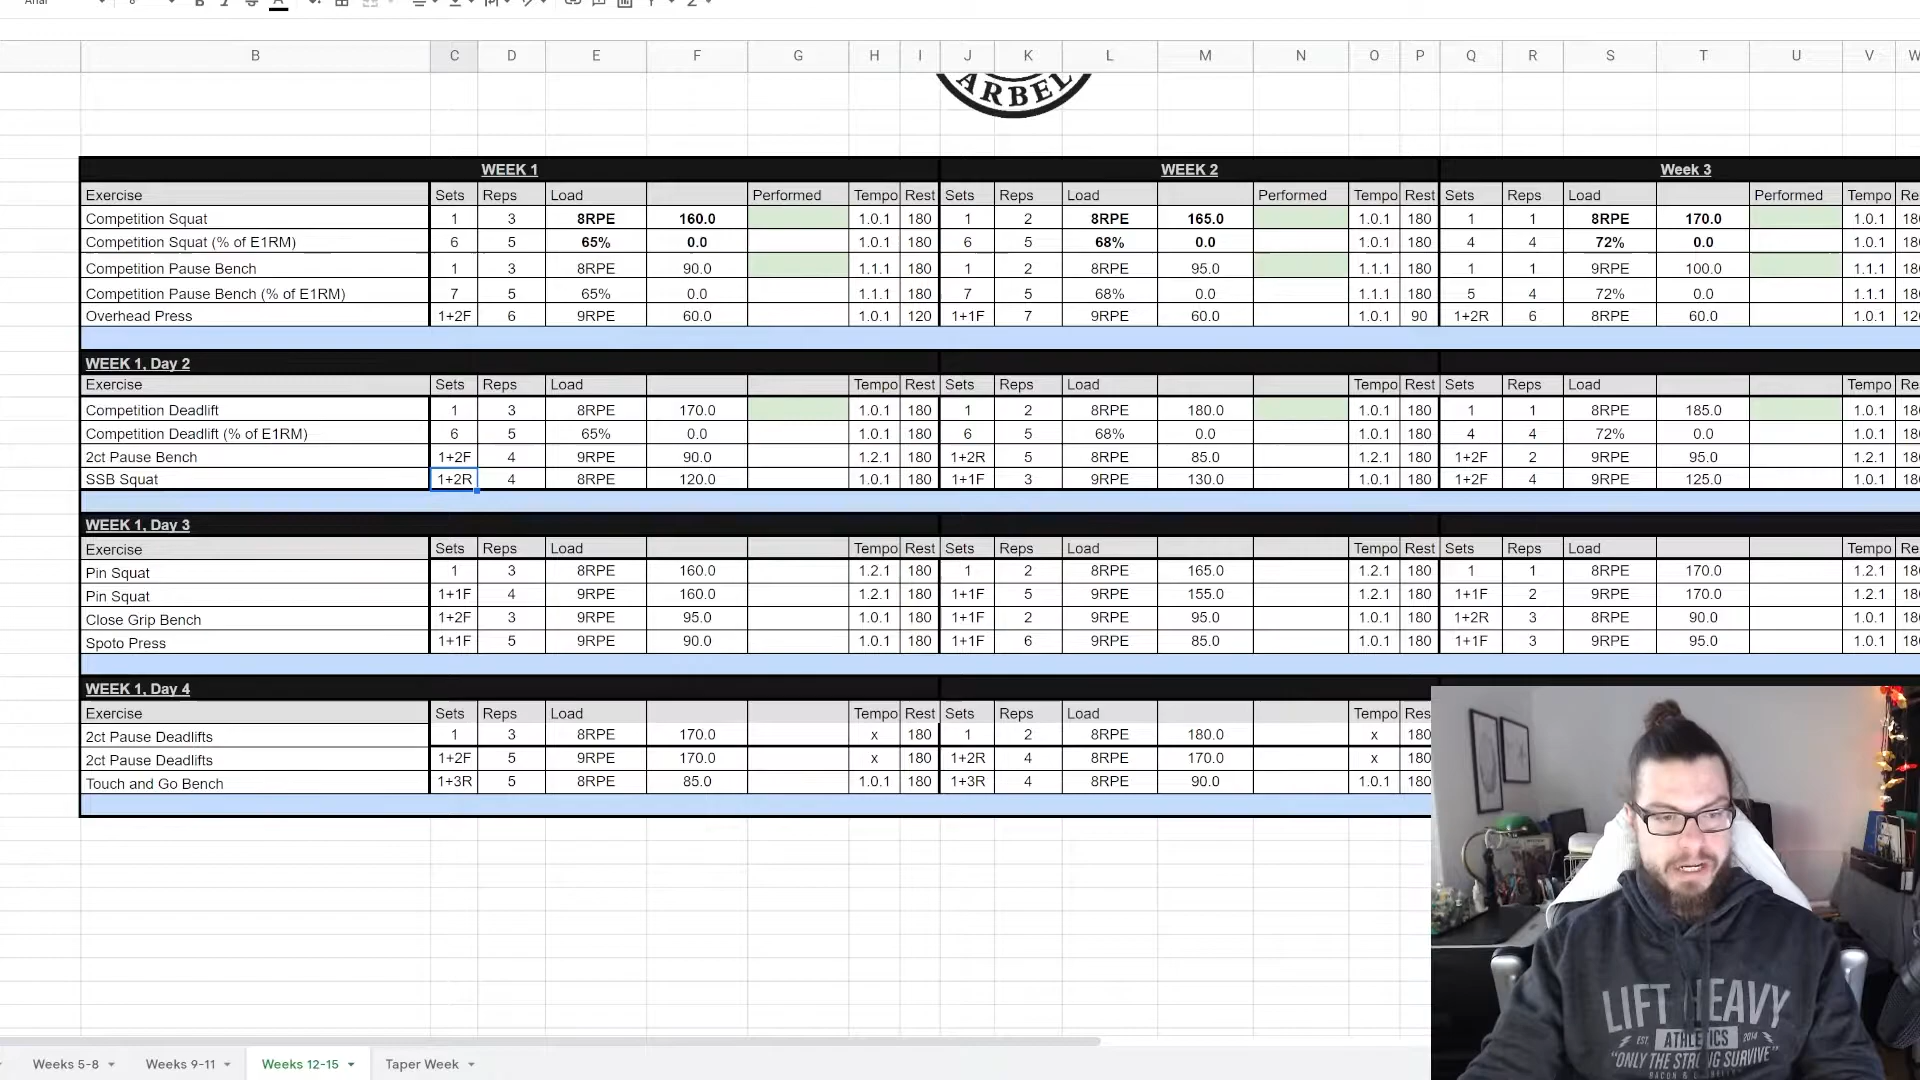 Arial 8 B I S A
B C D E F G H I J K L M N O P Q R S T U V W
ARBEL
WEEK 1 WEEK 2 Week 3
Exercise Sets Reps Load Performed Tempo Rest Sets Reps Load Performed Tempo Rest Sets Reps Load Performed Tempo Re
Competition Squat 1 3 8RPE 160.0 1.0.1 180 1 2 8RPE 165.0 1.0.1 180 1 1 8RPE 170.0 1.0.1 18
Competition Squat (% of E1RM) 6 5 65% 0.0 1.0.1 180 6 5 68% 0.0 1.0.1 180 4 4 72% 0.0 1.0.1 18
Competition Pause Bench 1 3 8RPE 90.0 1.1.1 180 1 2 8RPE 95.0 1.1.1 180 1 1 9RPE 100.0 1.1.1 18
Competition Pause Bench (% of E1RM) 7 5 65% 0.0 1.1.1 180 7 5 68% 0.0 1.1.1 180 5 4 72% 0.0 1.1.1 18
Overhead Press 1+2F 6 9RPE 60.0 1.0.1 120 1+1F 7 9RPE 60.0 1.0.1 90 1+2R 6 8RPE 60.0 1.0.1 12
WEEK 1, Day 2
Exercise Sets Reps Load Tempo Rest Sets Reps Load Tempo Rest Sets Reps Load Tempo Re
Competition Deadlift 1 3 8RPE 170.0 1.0.1 180 1 2 8RPE 180.0 1.0.1 180 1 1 8RPE 185.0 1.0.1 18
Competition Deadlift (% of E1RM) 6 5 65% 0.0 1.0.1 180 6 5 68% 0.0 1.0.1 180 4 4 72% 0.0 1.0.1 18
2ct Pause Bench 1+2F 4 9RPE 90.0 1.2.1 180 1+2R 5 8RPE 85.0 1.2.1 180 1+2F 2 9RPE 95.0 1.2.1 18
SSB Squat 1+2R 4 8RPE 120.0 1.0.1 180 1+1F 3 9RPE 130.0 1.0.1 180 1+2F 4 9RPE 125.0 1.0.1 18
WEEK 1, Day 3
Exercise Sets Reps Load Tempo Rest Sets Reps Load Tempo Rest Sets Reps Load Tempo Re
Pin Squat 1 3 8RPE 160.0 1.2.1 180 1 2 8RPE 165.0 1.2.1 180 1 1 8RPE 170.0 1.2.1 18
Pin Squat 1+1F 4 9RPE 160.0 1.2.1 180 1+1F 5 9RPE 155.0 1.2.1 180 1+1F 2 9RPE 170.0 1.2.1 18
Close Grip Bench 1+2F 3 9RPE 95.0 1.0.1 180 1+1F 2 9RPE 95.0 1.0.1 180 1+2R 3 8RPE 90.0 1.0.1 18
Spoto Press 1+1F 5 9RPE 90.0 1.0.1 180 1+1F 6 9RPE 85.0 1.0.1 180 1+1F 3 9RPE 95.0 1.0.1 18
WEEK 1, Day 4
Exercise Sets Reps Load Tempo Rest Sets Reps Load Tempo Res
2ct Pause Deadlifts 1 3 8RPE 170.0 x 180 1 2 8RPE 180.0 x 180
2ct Pause Deadlifts 1+2F 5 9RPE 170.0 x 180 1+2R 4 8RPE 170.0 x 180
Touch and Go Bench 1+3R 5 8RPE 85.0 1.0.1 180 1+3R 4 8RPE 90.0 1.0.1 180
LIFT HEAVY
EST. ATHLETICS 2014
"ONLY THE STRONG SURVIVE"
Weeks 5-8 Weeks 9-11 Weeks 12-15 Taper Week